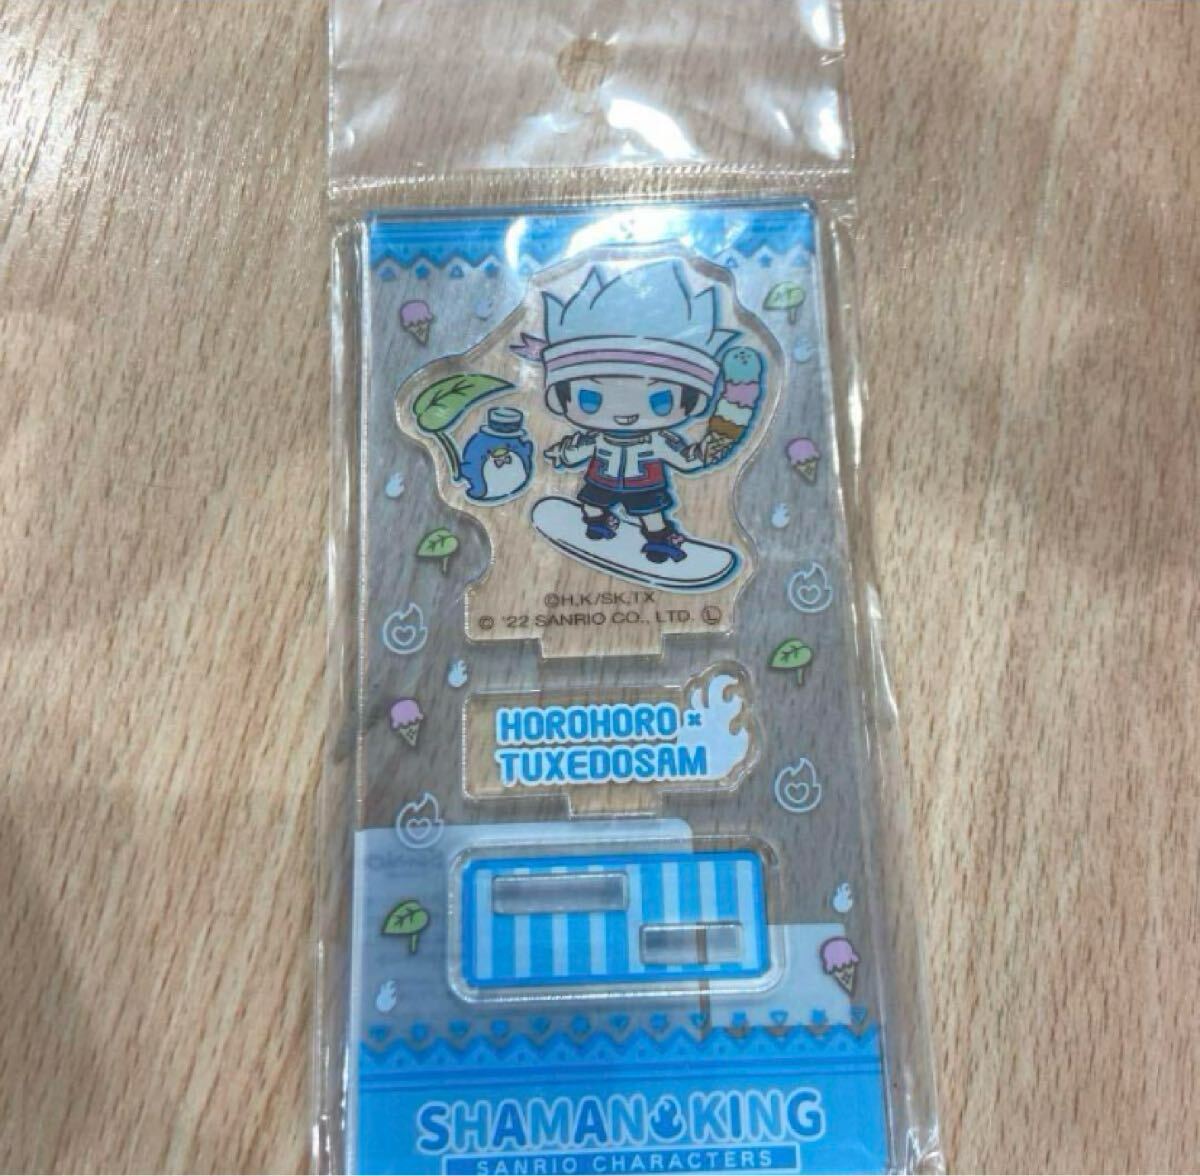 ©H,K/SK,TX
© '22 SANRIO CO., LTD. Ⓛ
HOROHORO ×
TUXEDOSAM
SHAMAN KING
SANRIO CHARACTERS